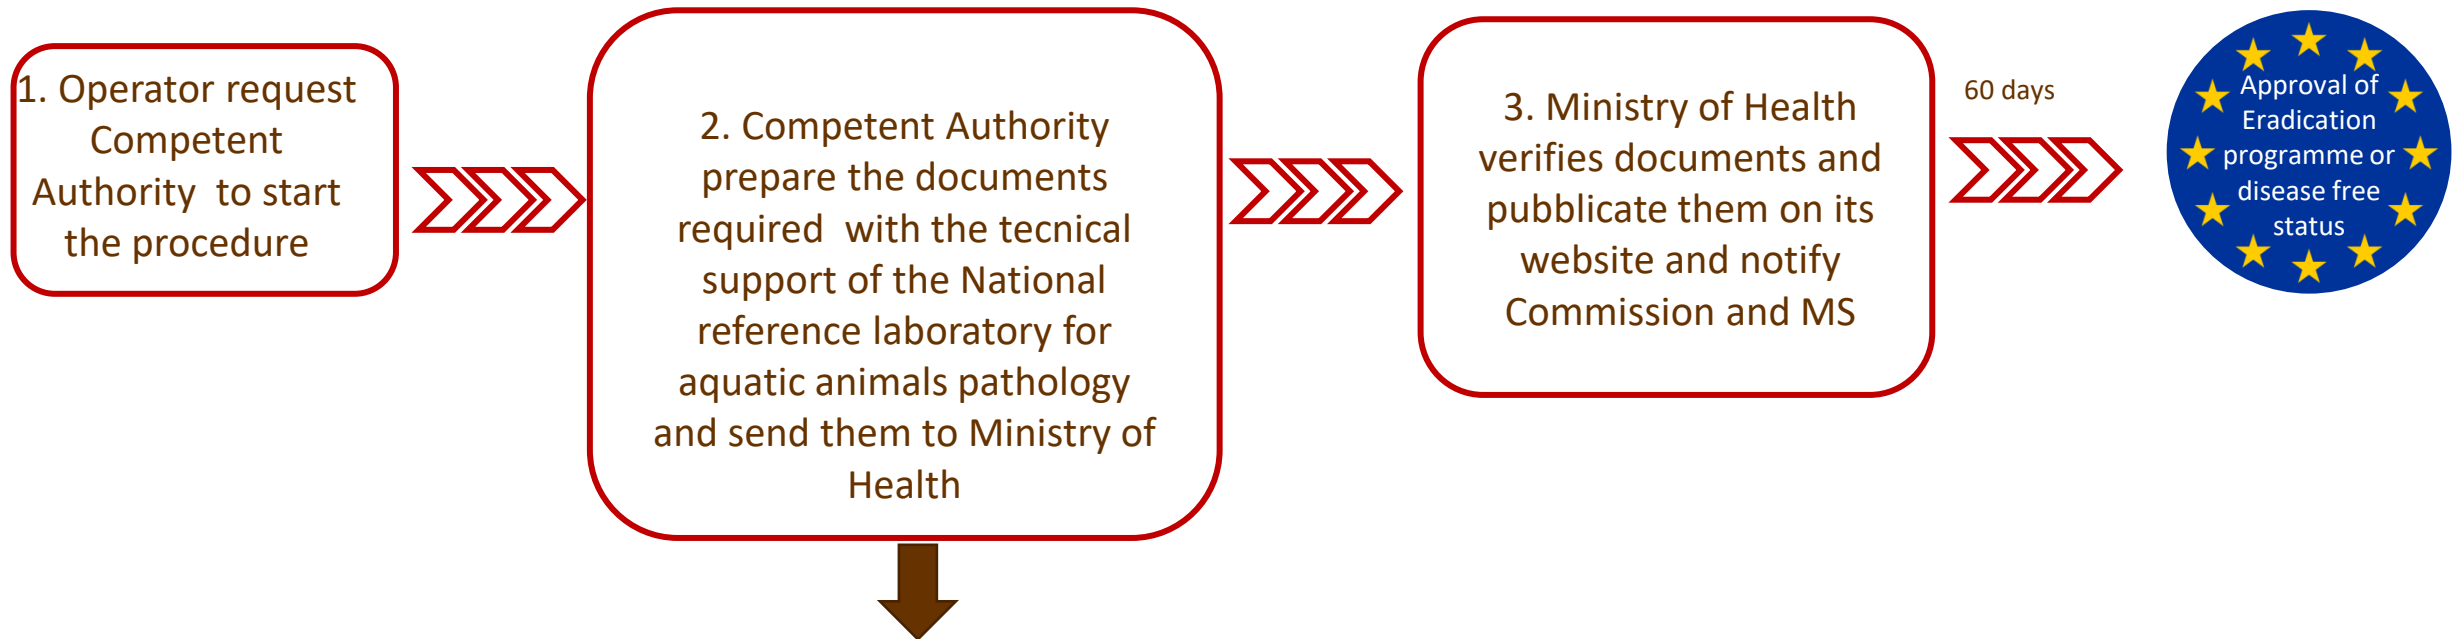 1. Operator request
Competent
Authority  to start
the procedure
2. Competent Authority
prepare the documents
required  with the tecnical
support of the National
reference laboratory for
aquatic animals pathology
and send them to Ministry of
Health
3. Ministry of Health
verifies documents and
pubblicate them on its
website and notify
Commission and MS
60 days
Approval of
Eradication
programme or
disease free
status